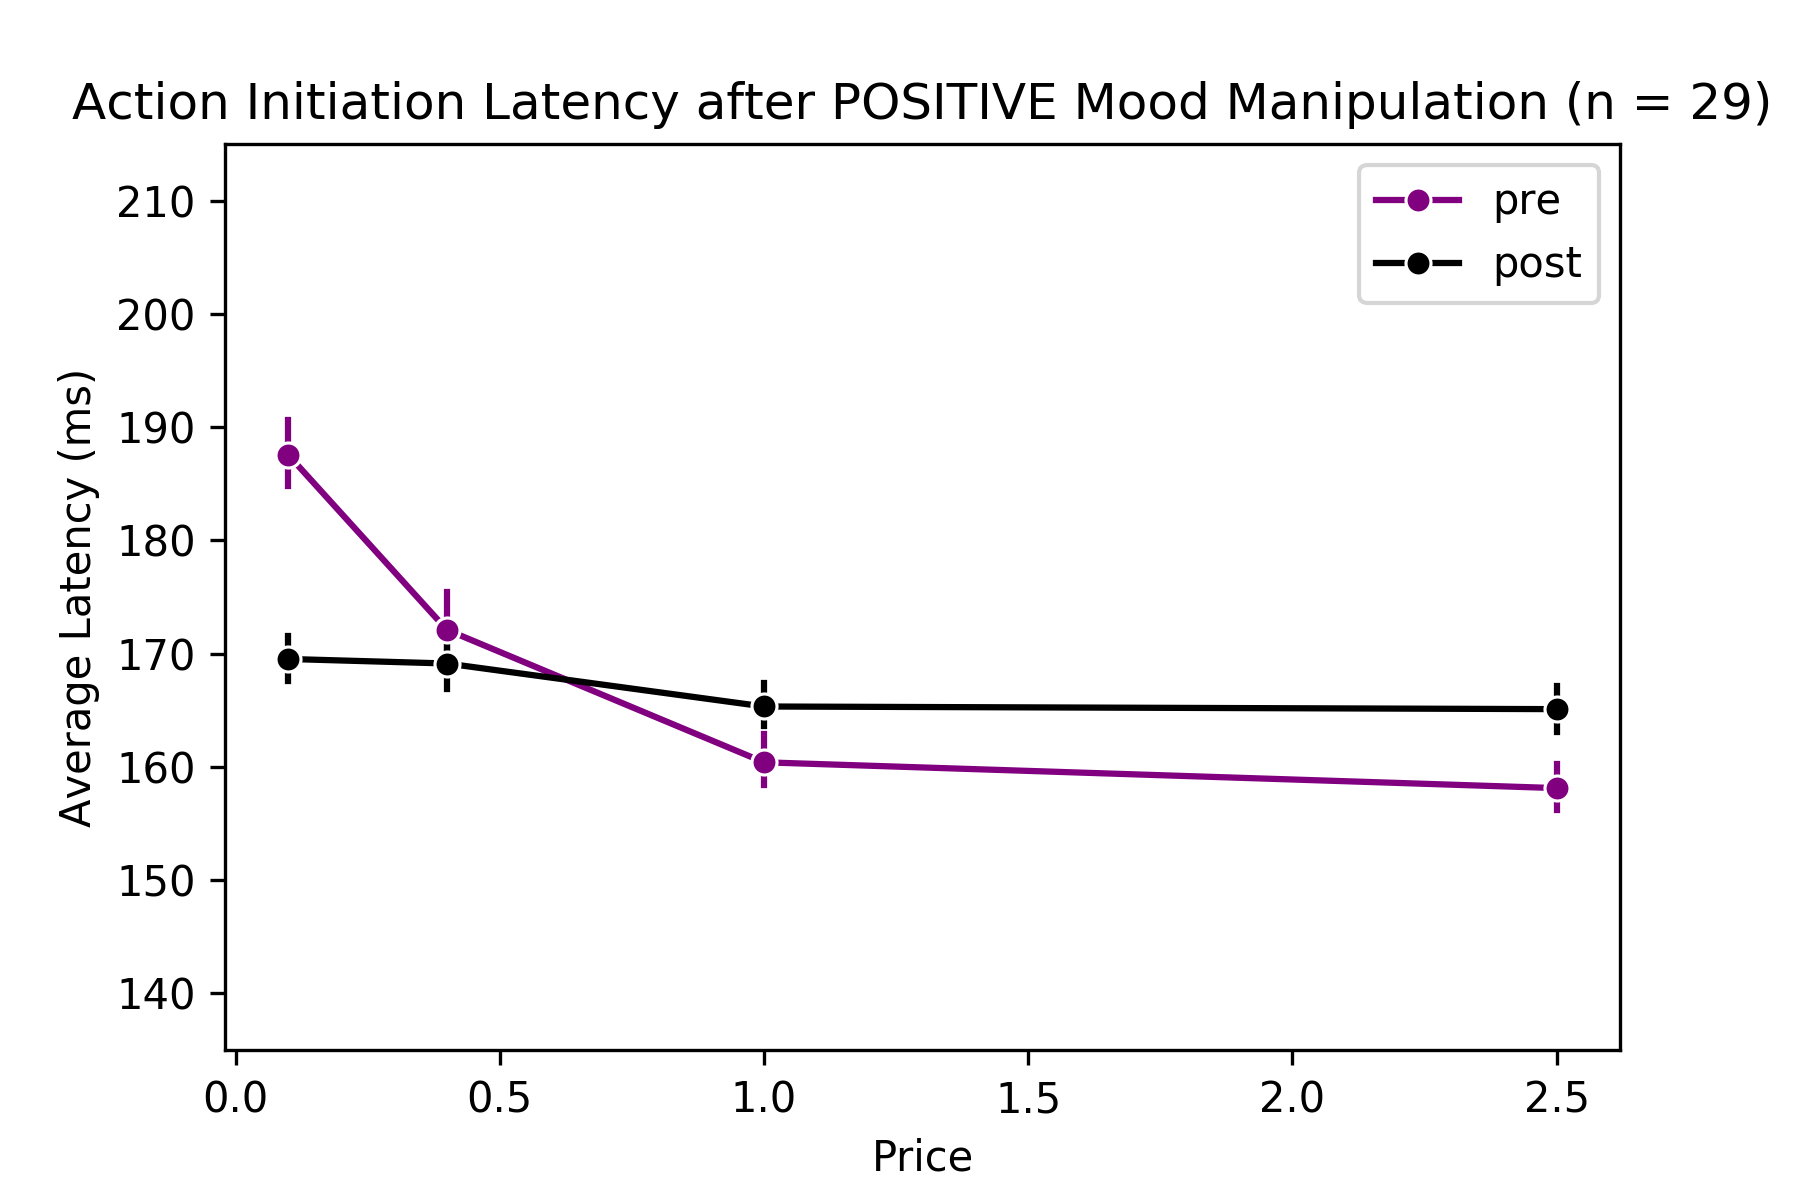 Action Initiation Latency after POSITIVE Mood Manipulation (n = 29)
pre
post
Average Latency (ms)
210
200
190
180
170
160
150
140
0.0 0.5 1.0 1.5 2.0 2.5
Price